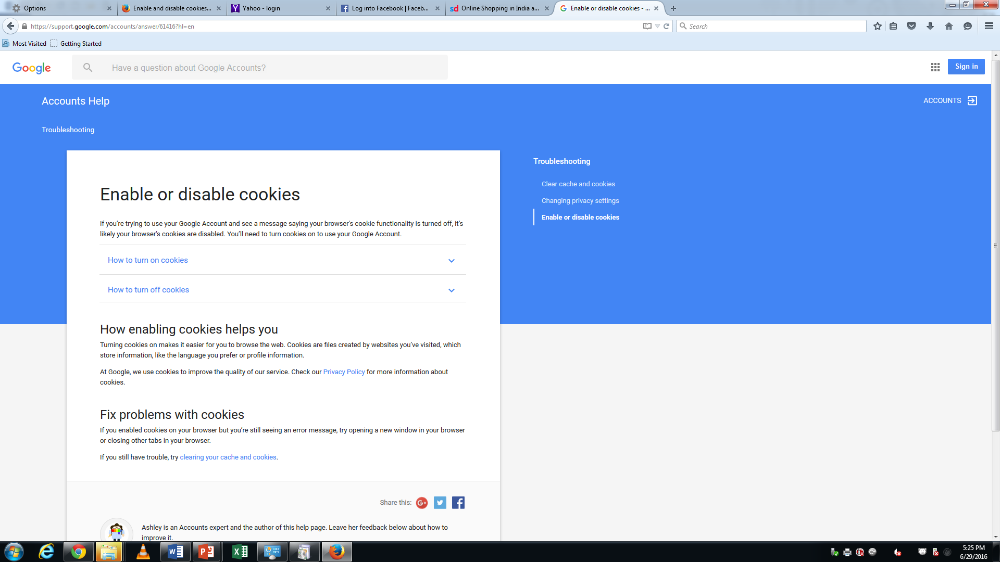 Options
Enable and disable cookies...
Yahoo - login
Log into Facebook | Faceb...
Online Shopping in India a...
Enable or disable cookies - ...
https://support.google.com/accounts/answer/61416?hl=en
Search
Most Visited
Getting Started
Google
Have a question about Google Accounts?
Sign in
Accounts Help
ACCOUNTS
Troubleshooting
Troubleshooting
Clear cache and cookies
Changing privacy settings
Enable or disable cookies
Enable or disable cookies
If you’re trying to use your Google Account and see a message saying your browser's cookie functionality is turned off, it’s
likely your browser's cookies are disabled. You’ll need to turn cookies on to use your Google Account.
How to turn on cookies
How to turn off cookies
How enabling cookies helps you
Turning cookies on makes it easier for you to browse the web. Cookies are files created by websites you’ve visited, which
store information, like the language you prefer or profile information.
At Google, we use cookies to improve the quality of our service. Check our Privacy Policy for more information about
cookies.
Fix problems with cookies
If you enabled cookies on your browser but you’re still seeing an error message, try opening a new window in your browser
or closing other tabs in your browser.
If you still have trouble, try clearing your cache and cookies.
Share this:
Ashley is an Accounts expert and the author of this help page. Leave her feedback below about how to
improve it.
5:25 PM
6/29/2016